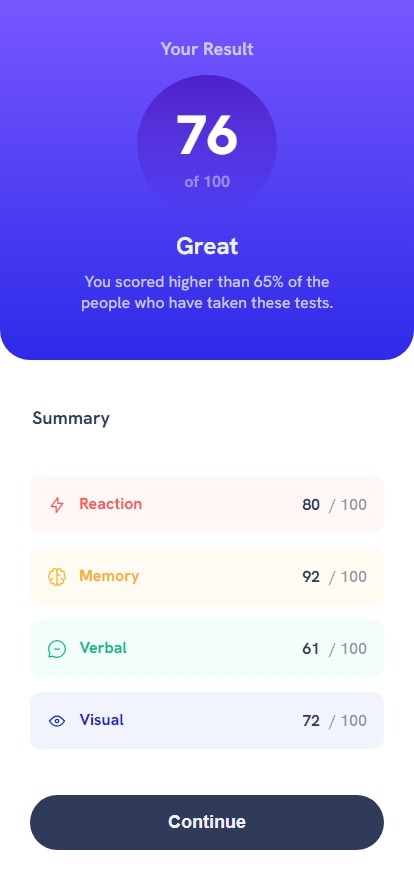 Your Result
76
of 100
Great
You scored higher than 65% of the
people who have taken these tests.
Summary
Reaction 80 / 100
Memory 92 / 100
Verbal 61 / 100
Visual 72 / 100
Continue